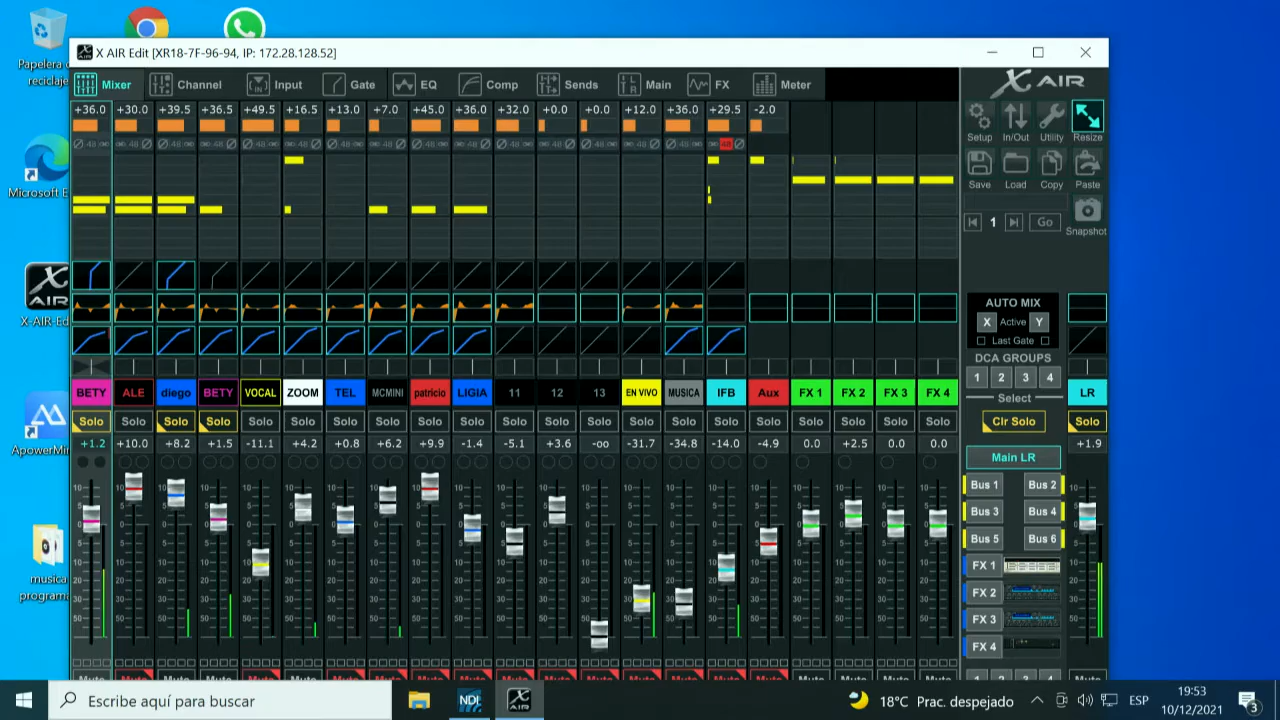 Papelera de
reciclaje
X AIR Edit [XR18-7F-96-94, IP: 172.28.128.52]
Mixer Channel Input Gate EQ Comp Sends Main FX Meter
X AIR
+36.0 +30.0 +39.5 +36.5 +49.5 +16.5 +13.0 +7.0 +45.0 +36.0 +32.0 +0.0 +0.0 +12.0 +36.0 +29.5 -2.0
Setup In/Out Utility Resize
Save Load Copy Paste
1 Go
Snapshot
Microsoft E
X-AIR-Ed
AUTO MIX
X Active Y
Last Gate
DCA GROUPS
1 2 3 4
Select
BETY ALE diego BETY VOCAL ZOOM TEL MCMINI patricio LIGIA 11 12 13 EN VIVO MUSICA IFB Aux FX 1 FX 2 FX 3 FX 4 LR
Solo Solo Solo Solo Solo Solo Solo Solo Solo Solo Solo Solo Solo Solo Solo Solo Solo Solo Solo Solo Solo Clr Solo Solo
+1.2 +10.0 +8.2 +1.5 -11.1 +4.2 +0.8 +6.2 +9.9 -1.4 -5.1 +3.6 -oo -31.7 -34.8 -14.0 -4.9 0.0 +2.5 0.0 0.0 +1.9
ApowerMir
Main LR
Bus 1 Bus 2
Bus 3 Bus 4
Bus 5 Bus 6
FX 1
FX 2
FX 3
FX 4
musica
programa
Escribe aquí para buscar
NDI
X AIR
18°C Prac. despejado
ESP
19:53
10/12/2021
3